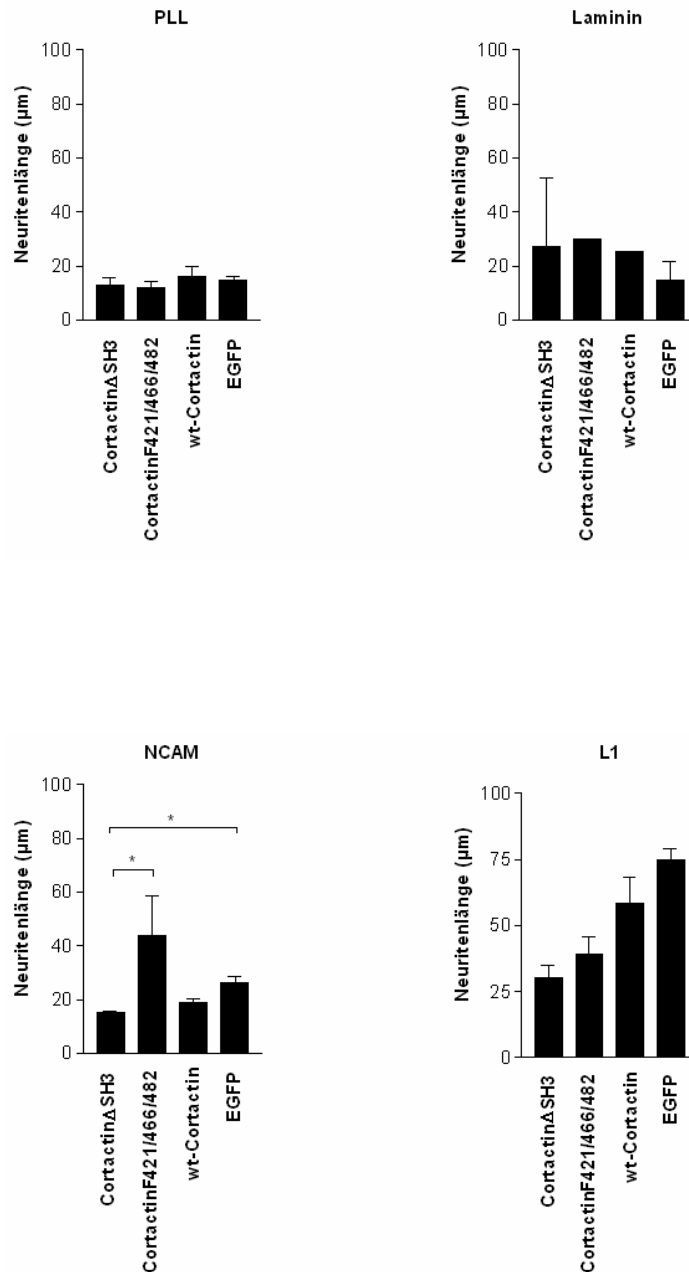 PLL
Neuritenlänge (µm)
100
80
60
40
20
0
CortactinΔSH3
CortactinF421/466/482
wt-Cortactin
EGFP
Laminin
Neuritenlänge (µm)
100
80
60
40
20
0
CortactinΔSH3
CortactinF421/466/482
wt-Cortactin
EGFP
NCAM
Neuritenlänge (µm)
100
80
60
40
20
0
*
*
CortactinΔSH3
CortactinF421/466/482
wt-Cortactin
EGFP
L1
Neuritenlänge (µm)
100
75
50
25
0
CortactinΔSH3
CortactinF421/466/482
wt-Cortactin
EGFP